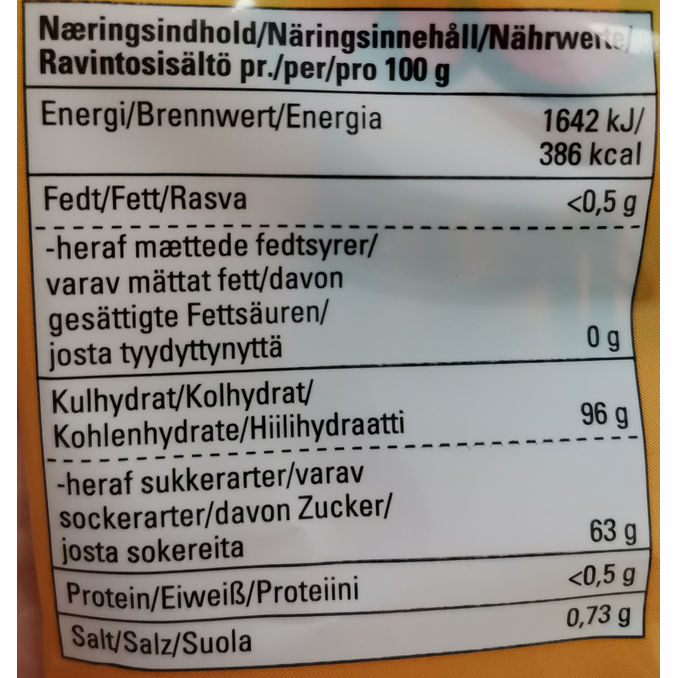 Næringsindhold/Näringsinnehåll/Nährwerte/
Ravintosisältö pr./per/pro 100 g
Energi/Brennwert/Energia 1642 kJ/
386 kcal
Fedt/Fett/Rasva <0,5 g
-heraf mættede fedtsyrer/
varav mättat fett/davon
gesättigte Fettsäuren/
josta tyydyttynyttä 0 g
Kulhydrat/Kolhydrat/
Kohlenhydrate/Hiilihydraatti 96 g
-heraf sukkerarter/varav
sockerarter/davon Zucker/
josta sokereita 63 g
Protein/Eiweiß/Proteiini <0,5 g
Salt/Salz/Suola 0,73 g